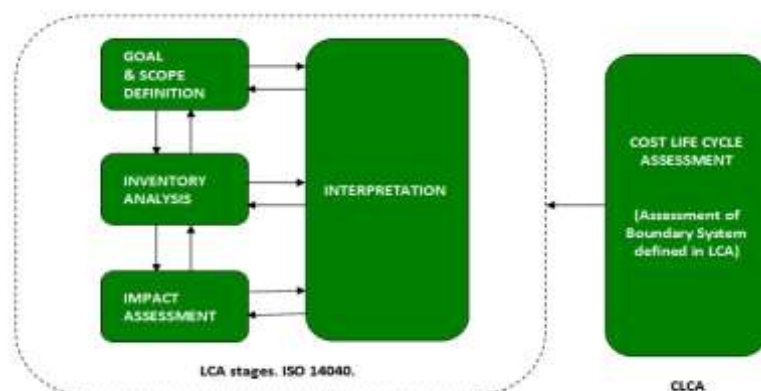 GOAL
& SCOPE
DEFINITION
INVENTORY
ANALYSIS
IMPACT
ASSESSMENT
INTERPRETATION
LCA stages. ISO 14040.
COST LIFE CYCLE
ASSESSMENT
(Assessment of
Boundary System
defined in LCA)
CLCA